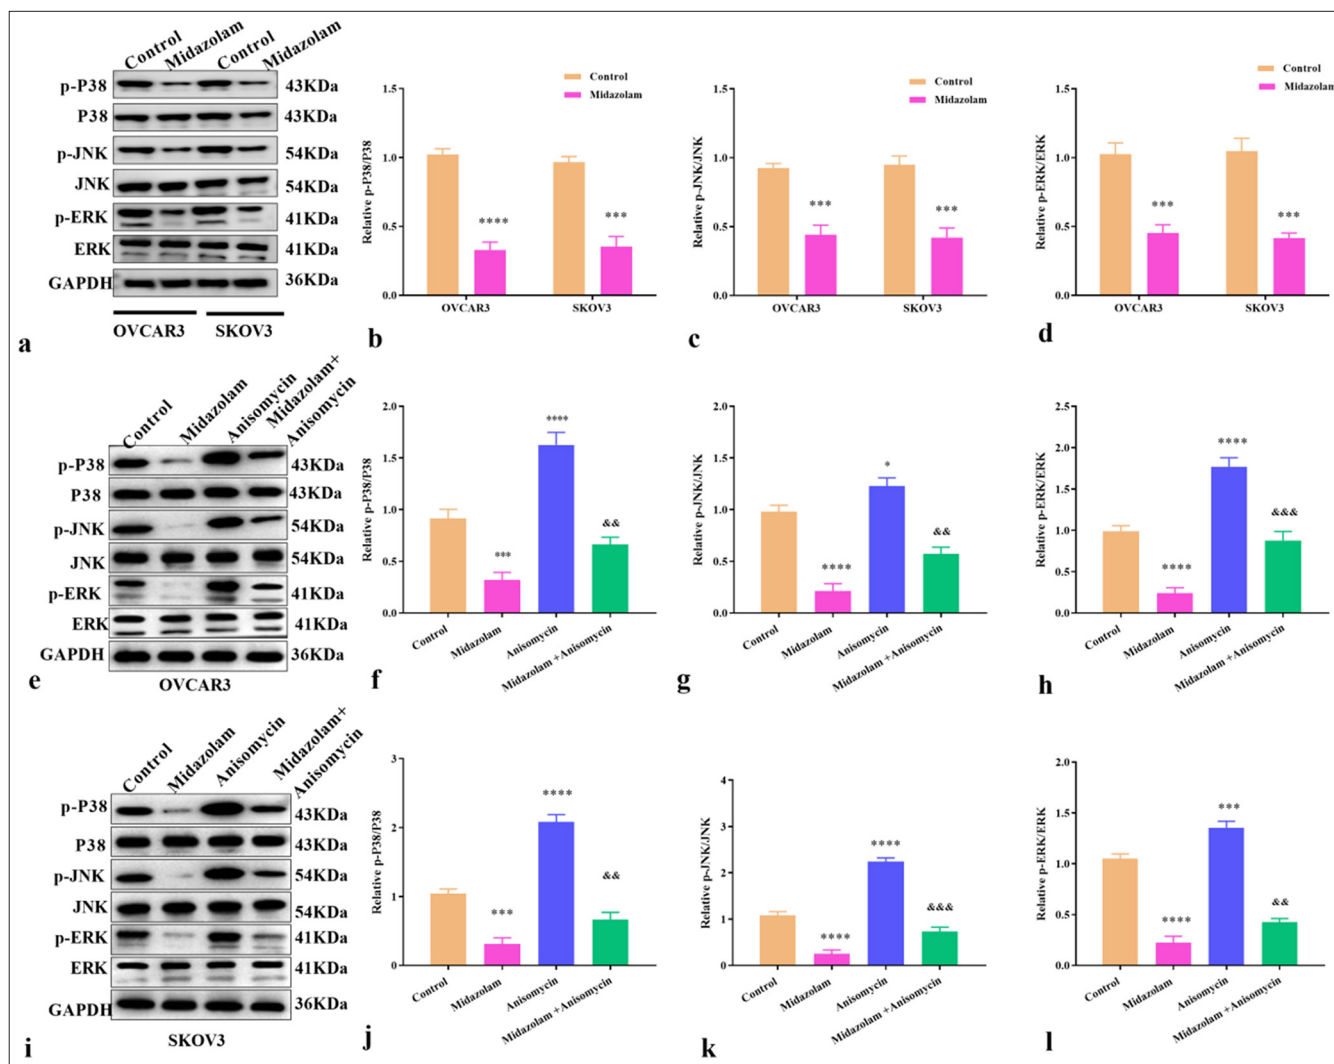 Control Midazolam Control Midazolam
p-P38 43KDa
P38 43KDa
p-JNK 54KDa
JNK 54KDa
p-ERK 41KDa
ERK 41KDa
GAPDH 36KDa
OVCAR3 SKOV3
a
Control
Midazolam
Relative p-P38/P38
1.5
1.0
0.5
0.0
**** ***
OVCAR3 SKOV3
b
Control
Midazolam
Relative p-JNK/JNK
1.5
1.0
0.5
0.0
*** ***
OVCAR3 SKOV3
c
Control
Midazolam
Relative p-ERK/ERK
1.5
1.0
0.5
0.0
*** ***
OVCAR3 SKOV3
d
Control Midazolam Anisomycin Midazolam+
Anisomycin
p-P38 43KDa
P38 43KDa
p-JNK 54KDa
JNK 54KDa
p-ERK 41KDa
ERK 41KDa
GAPDH 36KDa
OVCAR3
e
Relative p-P38/P38
2.0
1.5
1.0
0.5
0.0
*** **** &&
Control Midazolam Anisomycin Midazolam +Anisomycin
f
Relative p-JNK/JNK
2.0
1.5
1.0
0.5
0.0
**** * &&
Control Midazolam Anisomycin Midazolam +Anisomycin
g
Relative p-ERK/ERK
2.5
2.0
1.5
1.0
0.5
0.0
**** **** &&&
Control Midazolam Anisomycin Midazolam +Anisomycin
h
Control Midazolam Anisomycin Midazolam+
Anisomycin
p-P38 43KDa
P38 43KDa
p-JNK 54KDa
JNK 54KDa
p-ERK 41KDa
ERK 41KDa
GAPDH 36KDa
SKOV3
i
Relative p-P38/P38
3
2
1
0
*** **** &&
Control Midazolam Anisomycin Midazolam +Anisomycin
j
Relative p-JNK/JNK
4
3
2
1
0
**** **** &&&
Control Midazolam Anisomycin Midazolam +Anisomycin
k
Relative p-ERK/ERK
2.0
1.5
1.0
0.5
0.0
**** *** &&
Control Midazolam Anisomycin Midazolam +Anisomycin
l